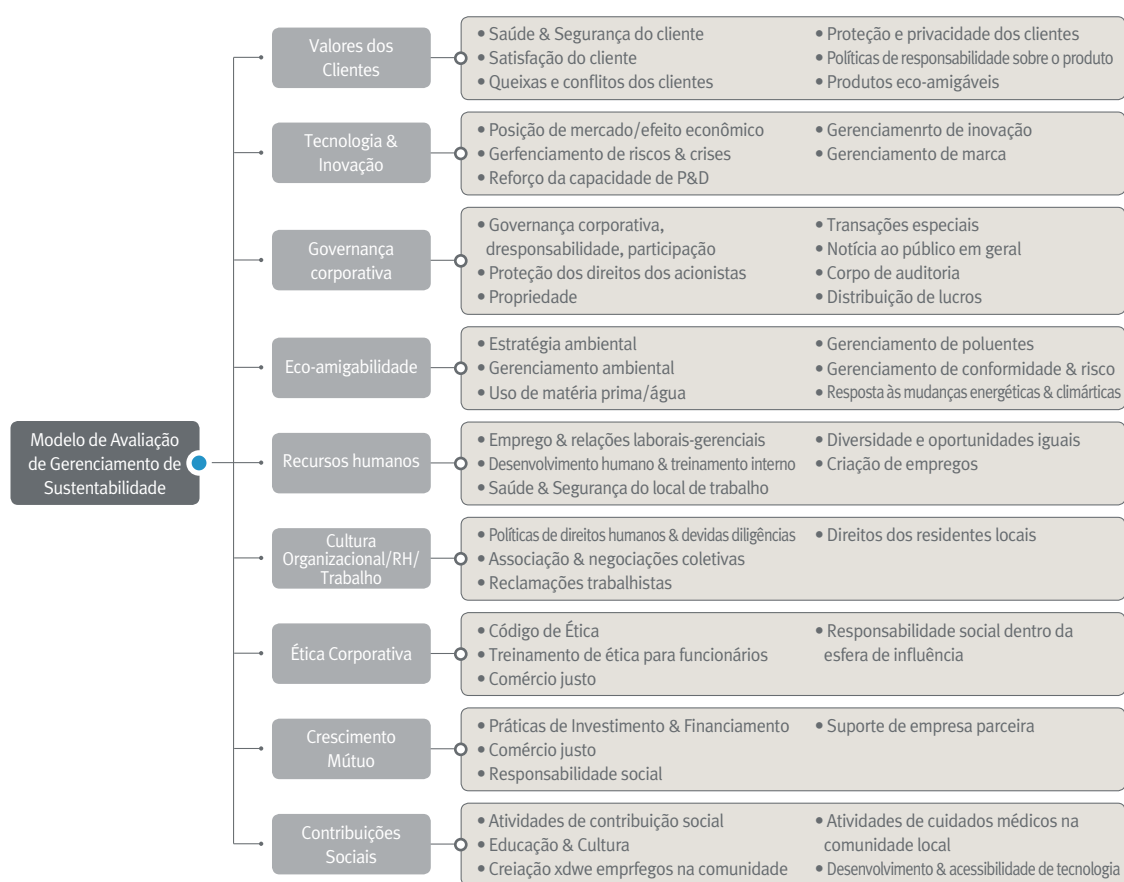 Modelo de Avaliação
de Gerenciamento de
Sustentabilidade
Valores dos
Clientes
• Saúde & Segurança do cliente
• Satisfação do cliente
• Queixas e conflitos dos clientes
• Proteção e privacidade dos clientes
• Políticas de responsabilidade sobre o produto
• Produtos eco-amigáveis
Tecnologia &
Inovação
• Posição de mercado/efeito econômico
• Gerfenciamento de riscos & crises
• Reforço da capacidade de P&D
• Gerenciamenrto de inovação
• Gerenciamento de marca
Governança
corporativa
• Governança corporativa,
dresponsabilidade, participação
• Proteção dos direitos dos acionistas
• Propriedade
• Transações especiais
• Notícia ao público em geral
• Corpo de auditoria
• Distribuição de lucros
Eco-amigabilidade
• Estratégia ambiental
• Gerenciamento ambiental
• Uso de matéria prima/água
• Gerenciamento de poluentes
• Gerenciamento de conformidade & risco
• Resposta às mudanças energéticas & climárticas
Recursos humanos
• Emprego & relações laborais-gerenciais
• Desenvolvimento humano & treinamento interno
• Saúde & Segurança do local de trabalho
• Diversidade e oportunidades iguais
• Criação de empregos
Cultura
Organizacional/RH/
Trabalho
• Políticas de direitos humanos & devidas diligências
• Associação & negociações coletivas
• Reclamações trabalhistas
• Direitos dos residentes locais
Ética Corporativa
• Código de Ética
• Treinamento de ética para funcionários
• Comércio justo
• Responsabilidade social dentro da
esfera de influência
Crescimento
Mútuo
• Práticas de Investimento & Financiamento
• Comércio justo
• Responsabilidade social
• Suporte de empresa parceira
Contribuições
Sociais
• Atividades de contribuição social
• Educação & Cultura
• Creiação xdwe emprfegos na comunidade
• Atividades de cuidados médicos na
comunidade local
• Desenvolvimento & acessibilidade de tecnologia